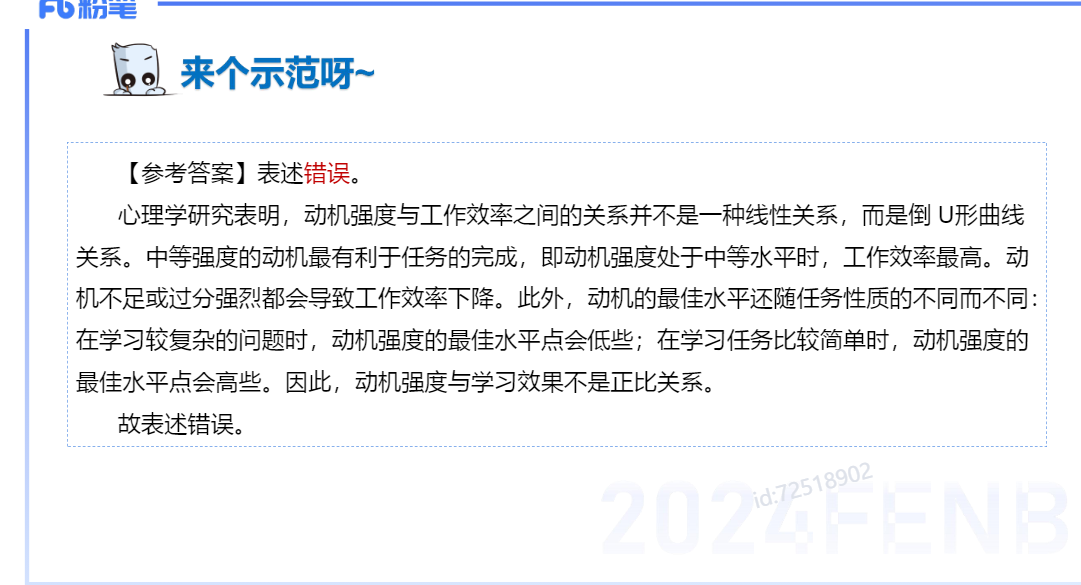 粉笔
来个示范呀~
【参考答案】表述错误。
心理学研究表明，动机强度与工作效率之间的关系并不是一种线性关系，而是倒 U形曲线
关系。中等强度的动机最有利于任务的完成，即动机强度处于中等水平时，工作效率最高。动
机不足或过分强烈都会导致工作效率下降。此外，动机的最佳水平还随任务性质的不同而不同：
在学习较复杂的问题时，动机强度的最佳水平点会低些；在学习任务比较简单时，动机强度的
最佳水平点会高些。因此，动机强度与学习效果不是正比关系。
故表述错误。
id:72518902
2024FENB